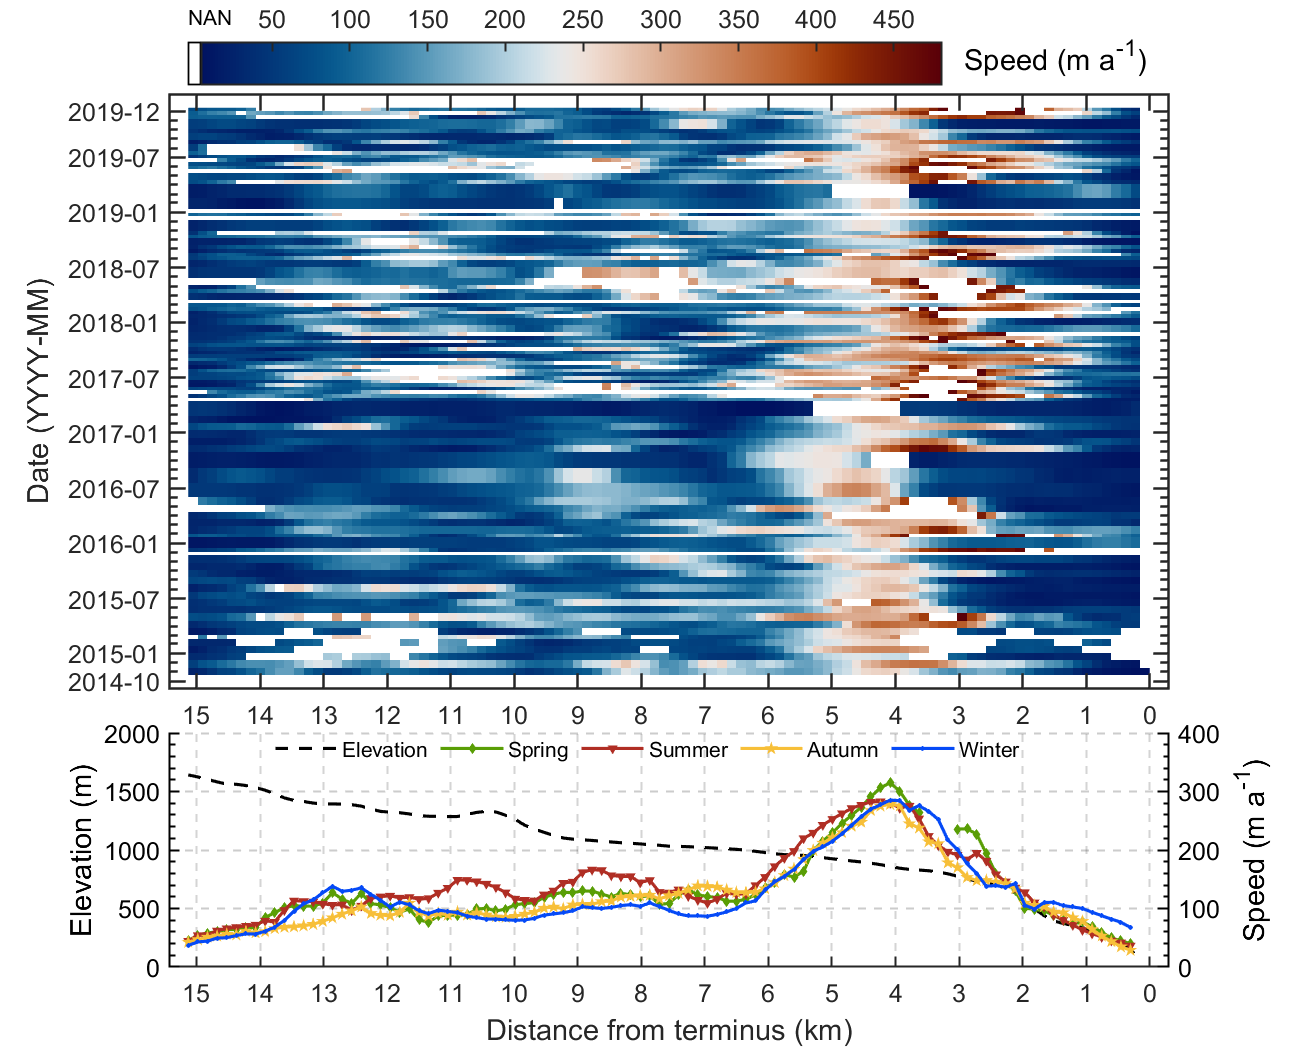 NAN 50 100 150 200 250 300 350 400 450
Speed (m a-1)
2019-12
2019-07
2019-01
2018-07
2018-01
2017-07
2017-01
2016-07
2016-01
2015-07
2015-01
2014-10
Date (YYYY-MM)
15 14 13 12 11 10 9 8 7 6 5 4 3 2 1 0
2000
1500
1000
500
0
Elevation (m)
Elevation Spring Summer Autumn Winter
400
300
200
100
0
Speed (m a-1)
15 14 13 12 11 10 9 8 7 6 5 4 3 2 1 0
Distance from terminus (km)